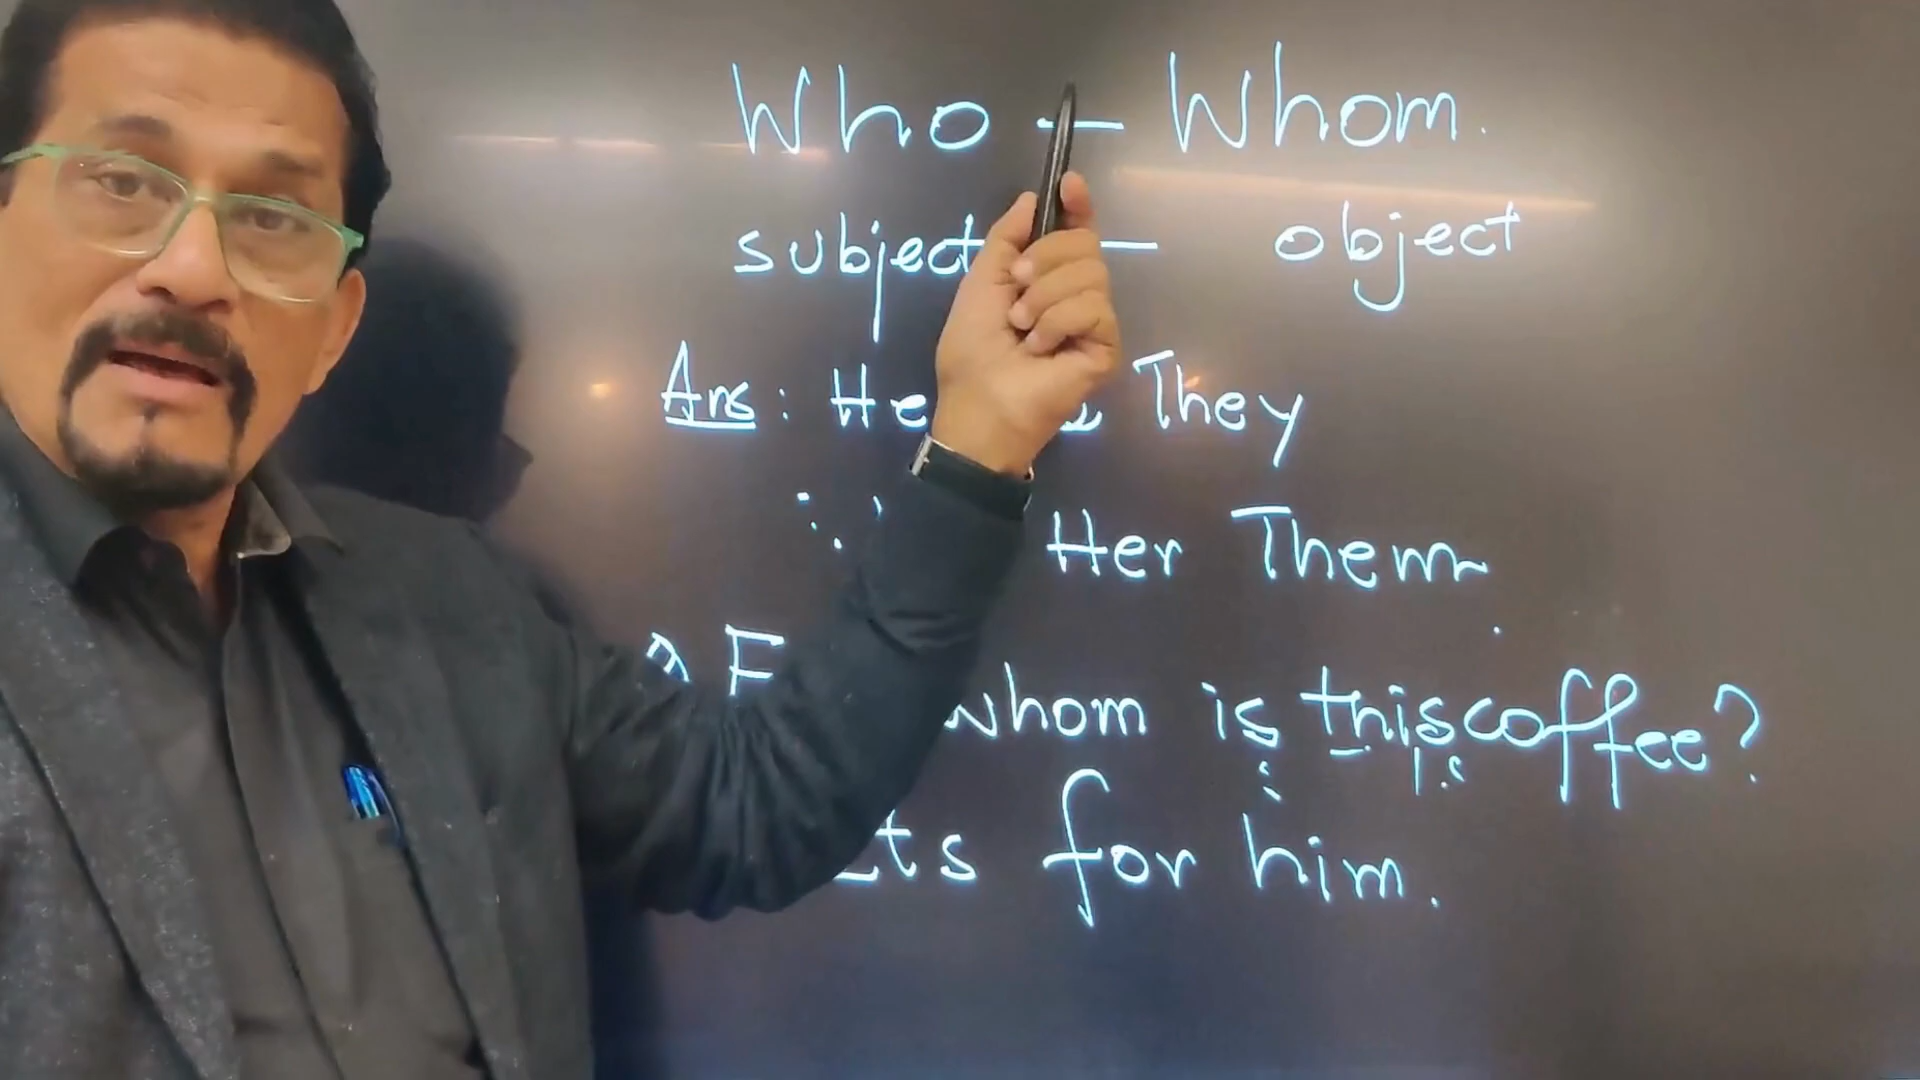 Who — Whom.
subject — object
Ans: He They
Her Them
whom is this coffee?
for him.